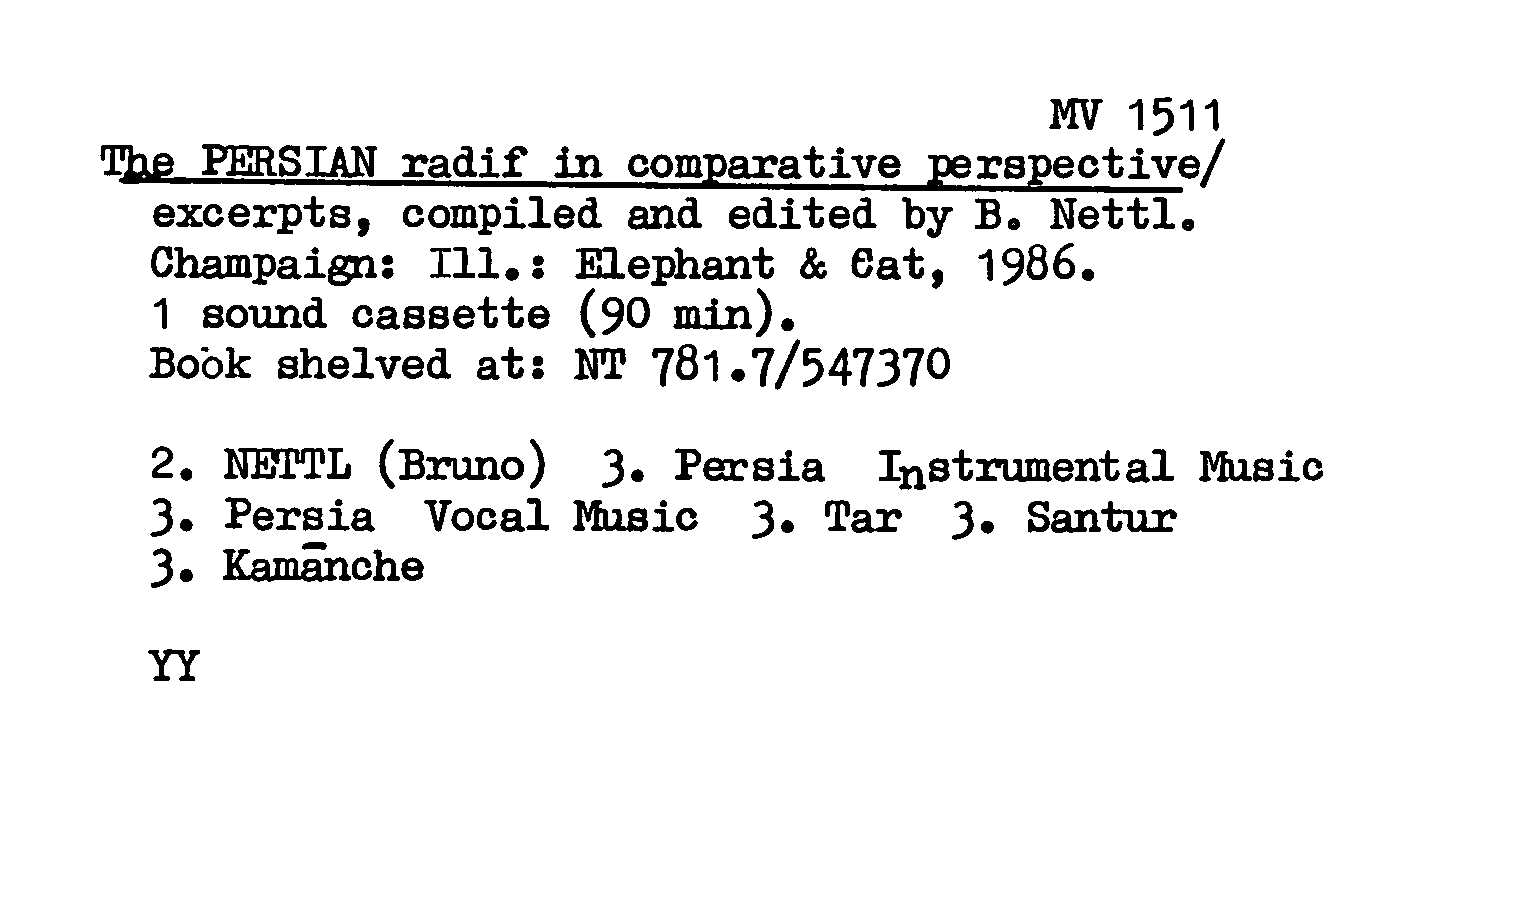 MV 1511
The PERSIAN radif in comparative perspective/
excerpts, compiled and edited by B. Nettl.
Champaign: Ill.: Elephant & Cat, 1986.
1 sound cassette (90 min).
Book shelved at: NT 781.7/547370
2. NETTL (Bruno) 3. Persia Instrumental Music
3. Persia Vocal Music 3. Tar 3. Santur
3. Kamānche
YY